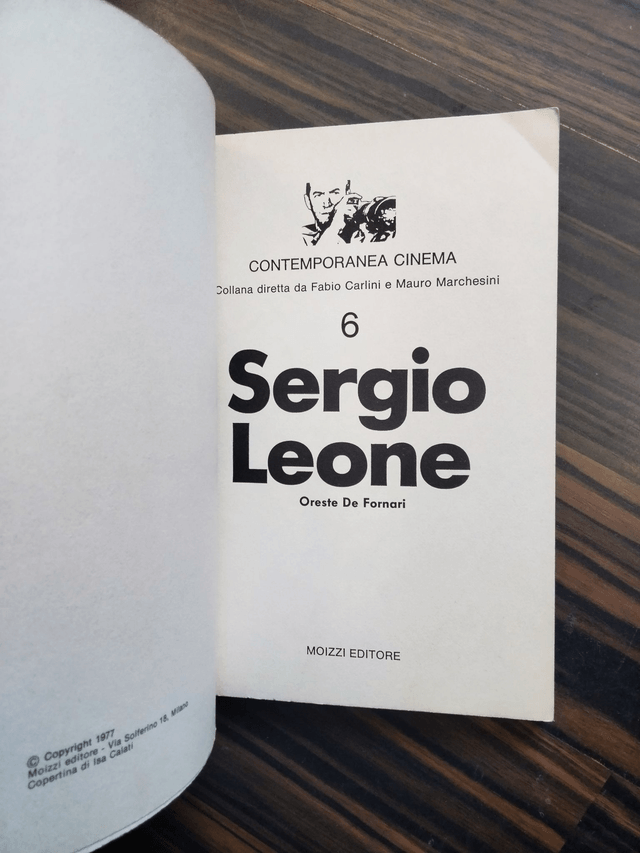 © Copyright 1977
Moizzi editore - Via Solferino 18, Milano
Copertina di Isa Caiati
CONTEMPORANEA CINEMA
Collana diretta da Fabio Carlini e Mauro Marchesini
6
Sergio
Leone
Oreste De Fornari
MOIZZI EDITORE